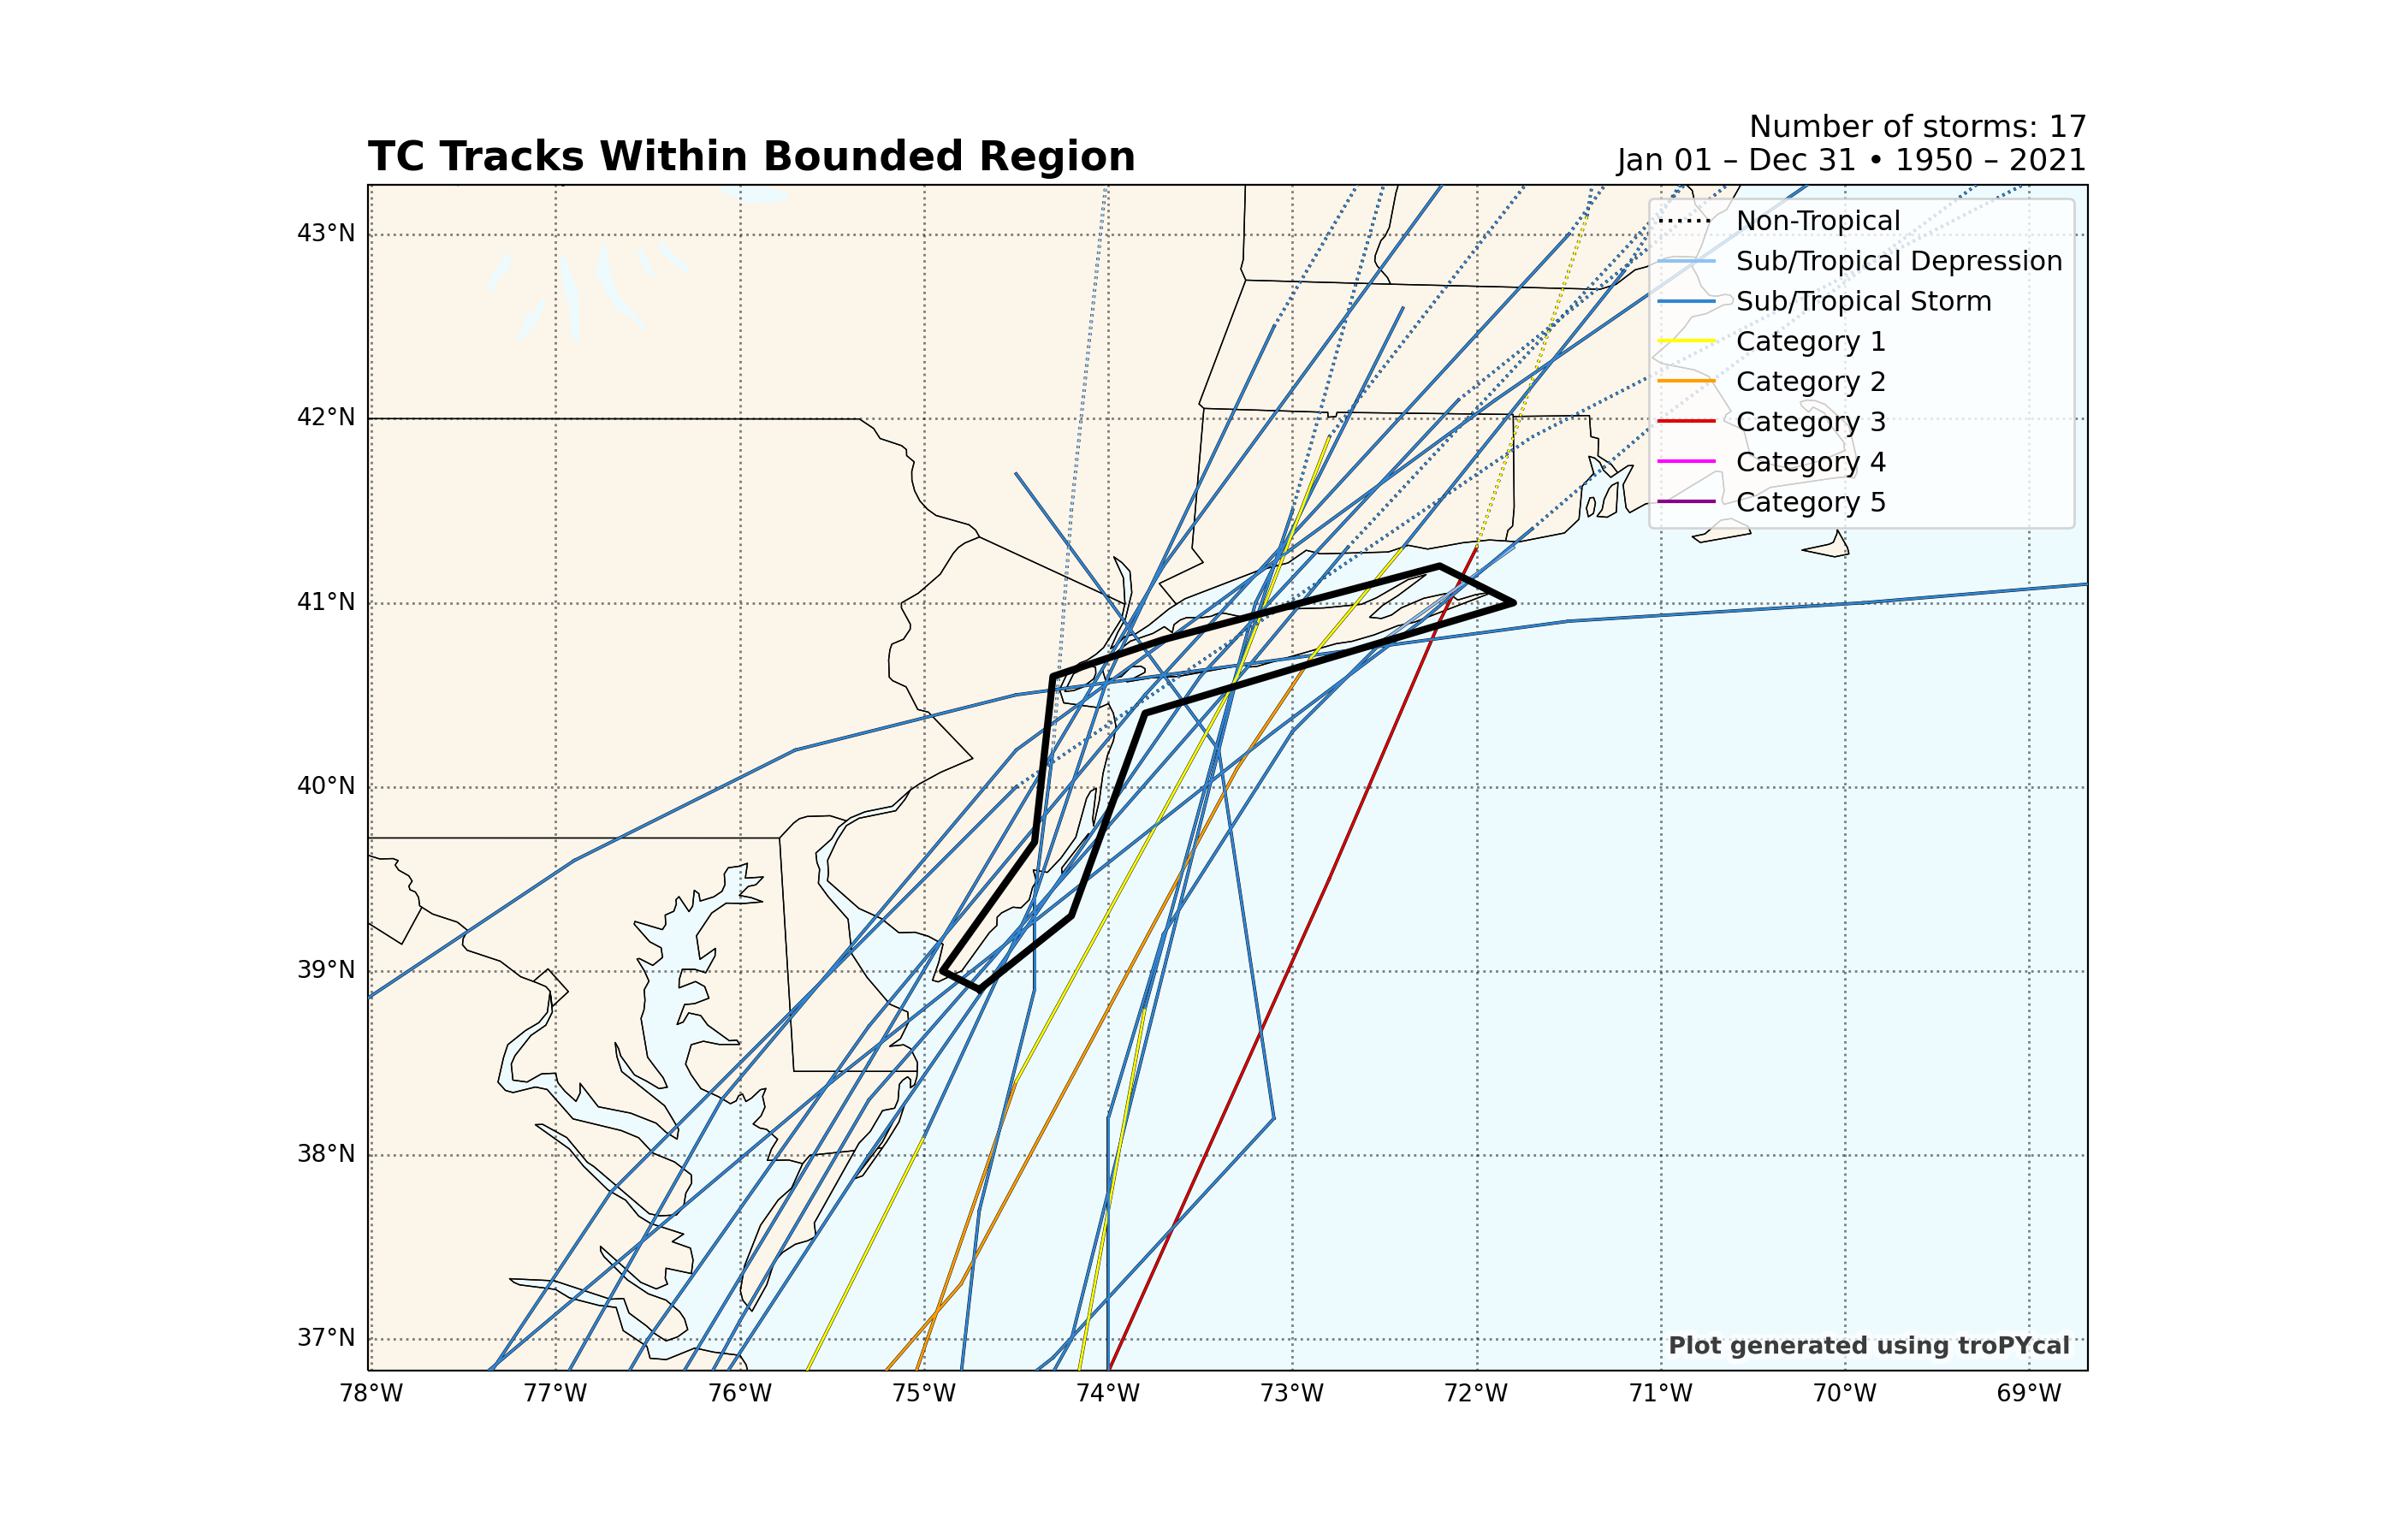 Number of storms: 17
TC Tracks Within Bounded Region
Jan 01 – Dec 31 • 1950 – 2021
43°N
42°N
41°N
40°N
39°N
38°N
37°N
Non-Tropical
Sub/Tropical Depression
Sub/Tropical Storm
Category 1
Category 2
Category 3
Category 4
Category 5
Plot generated using troPYcal
78°W
77°W
76°W
75°W
74°W
73°W
72°W
71°W
70°W
69°W